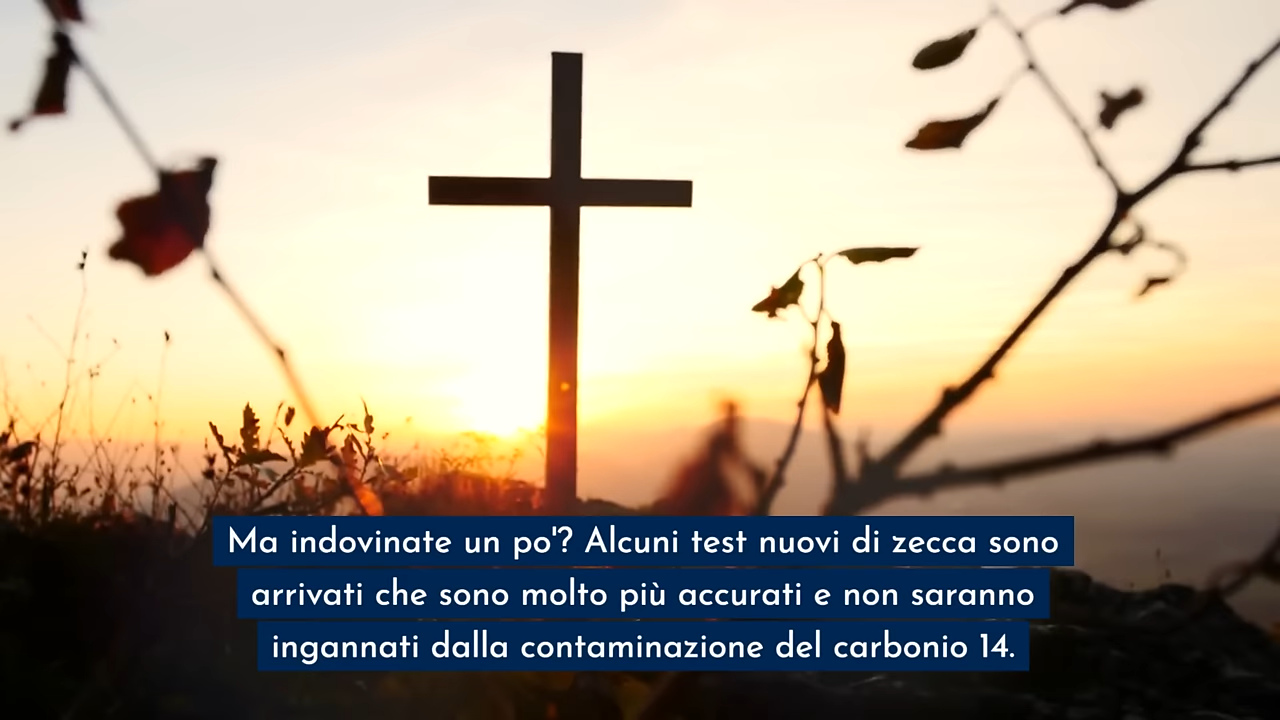 Ma indovinate un po'? Alcuni test nuovi di zecca sono
arrivati che sono molto più accurati e non saranno
ingannati dalla contaminazione del carbonio 14.